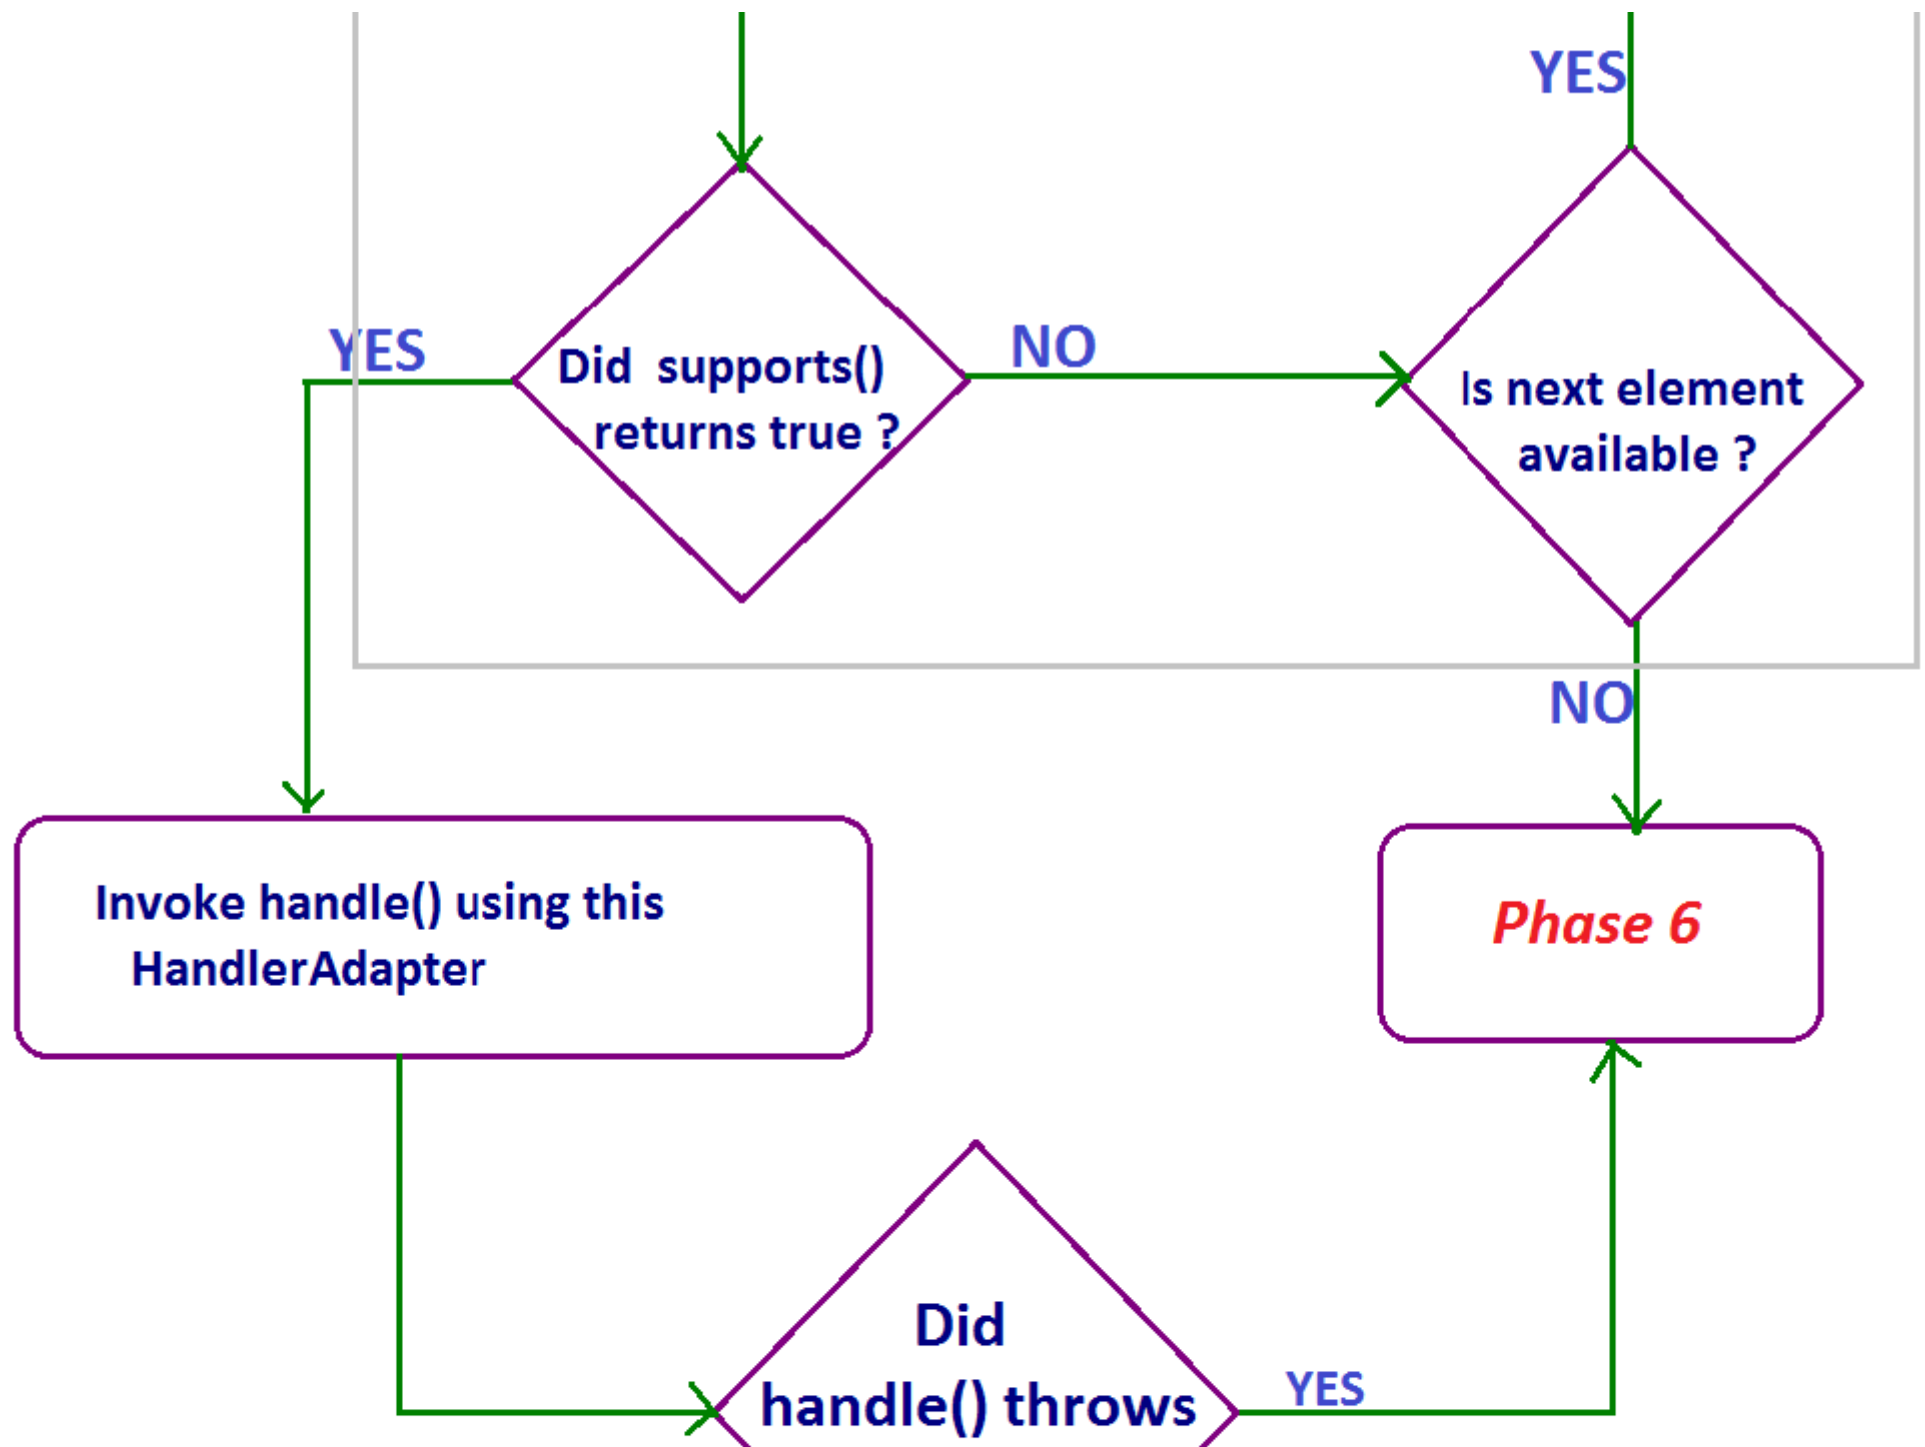 YES
YES
Did supports()
returns true ?
NO
Is next element
available ?
NO
Invoke handle() using this
HandlerAdapter
Phase 6
Did
handle() throws
YES